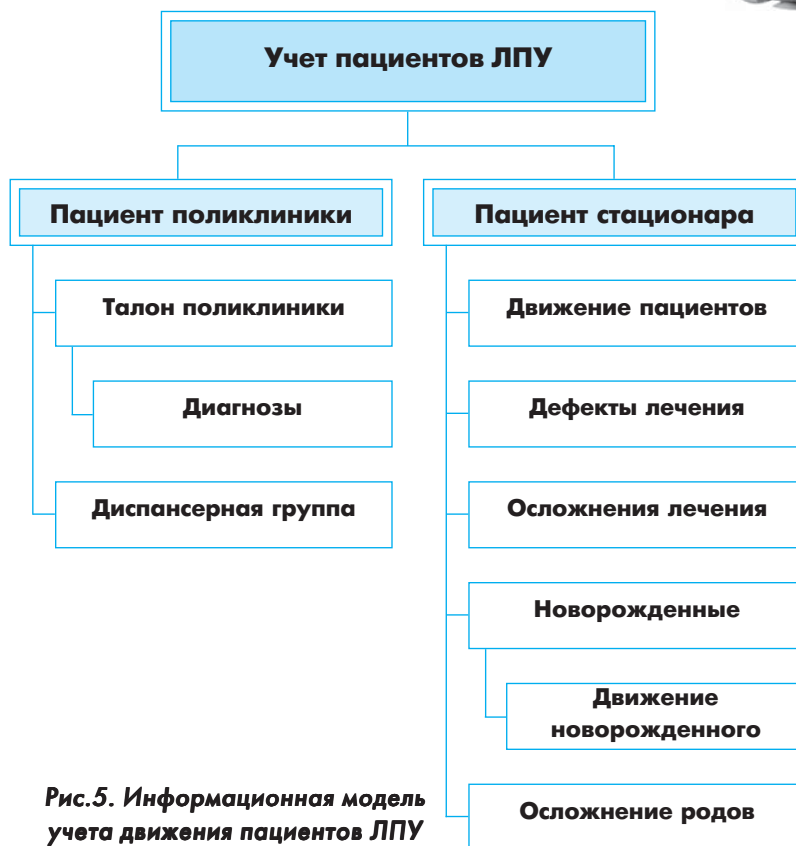 Учет пациентов ЛПУ
Пациент поликлиники
Талон поликлиники
Диагнозы
Диспансерная группа
Пациент стационара
Движение пациентов
Дефекты лечения
Осложнения лечения
Новорожденные
Движение
новорожденного
Осложнение родов
Рис.5. Информационная модель
учета движения пациентов ЛПУ